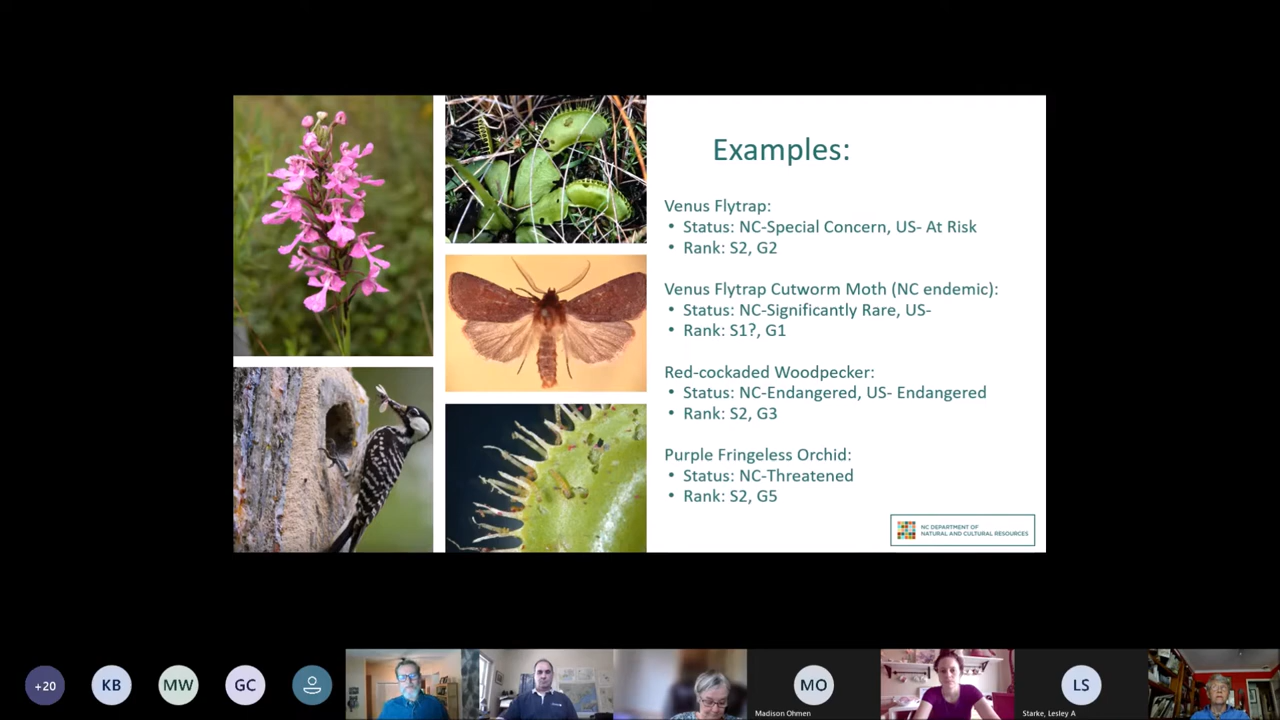 Examples:
Venus Flytrap:
• Status: NC-Special Concern, US- At Risk
• Rank: S2, G2
Venus Flytrap Cutworm Moth (NC endemic):
• Status: NC-Significantly Rare, US-
• Rank: S1?, G1
Red-cockaded Woodpecker:
• Status: NC-Endangered, US- Endangered
• Rank: S2, G3
Purple Fringeless Orchid:
• Status: NC-Threatened
• Rank: S2, G5
NC DEPARTMENT OF
NATURAL AND CULTURAL RESOURCES
+20
KB
MW
GC
MO
Madison Ohmen
LS
Starke, Lesley A